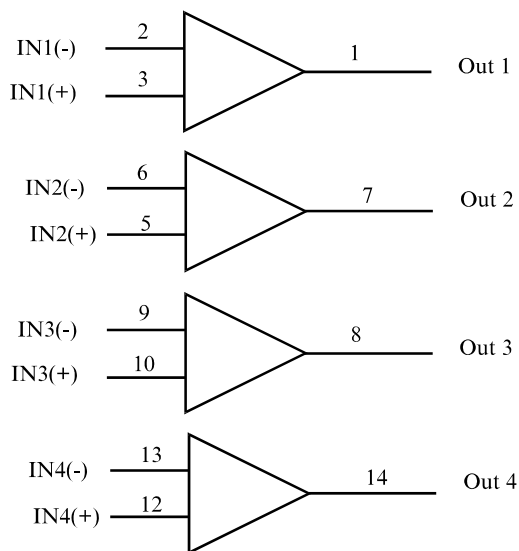 2
IN1(-)
1
Out 1
3
IN1(+)
6
IN2(-)
7
Out 2
5
IN2(+)
9
IN3(-)
8
Out 3
10
IN3(+)
13
IN4(-)
14
Out 4
12
IN4(+)